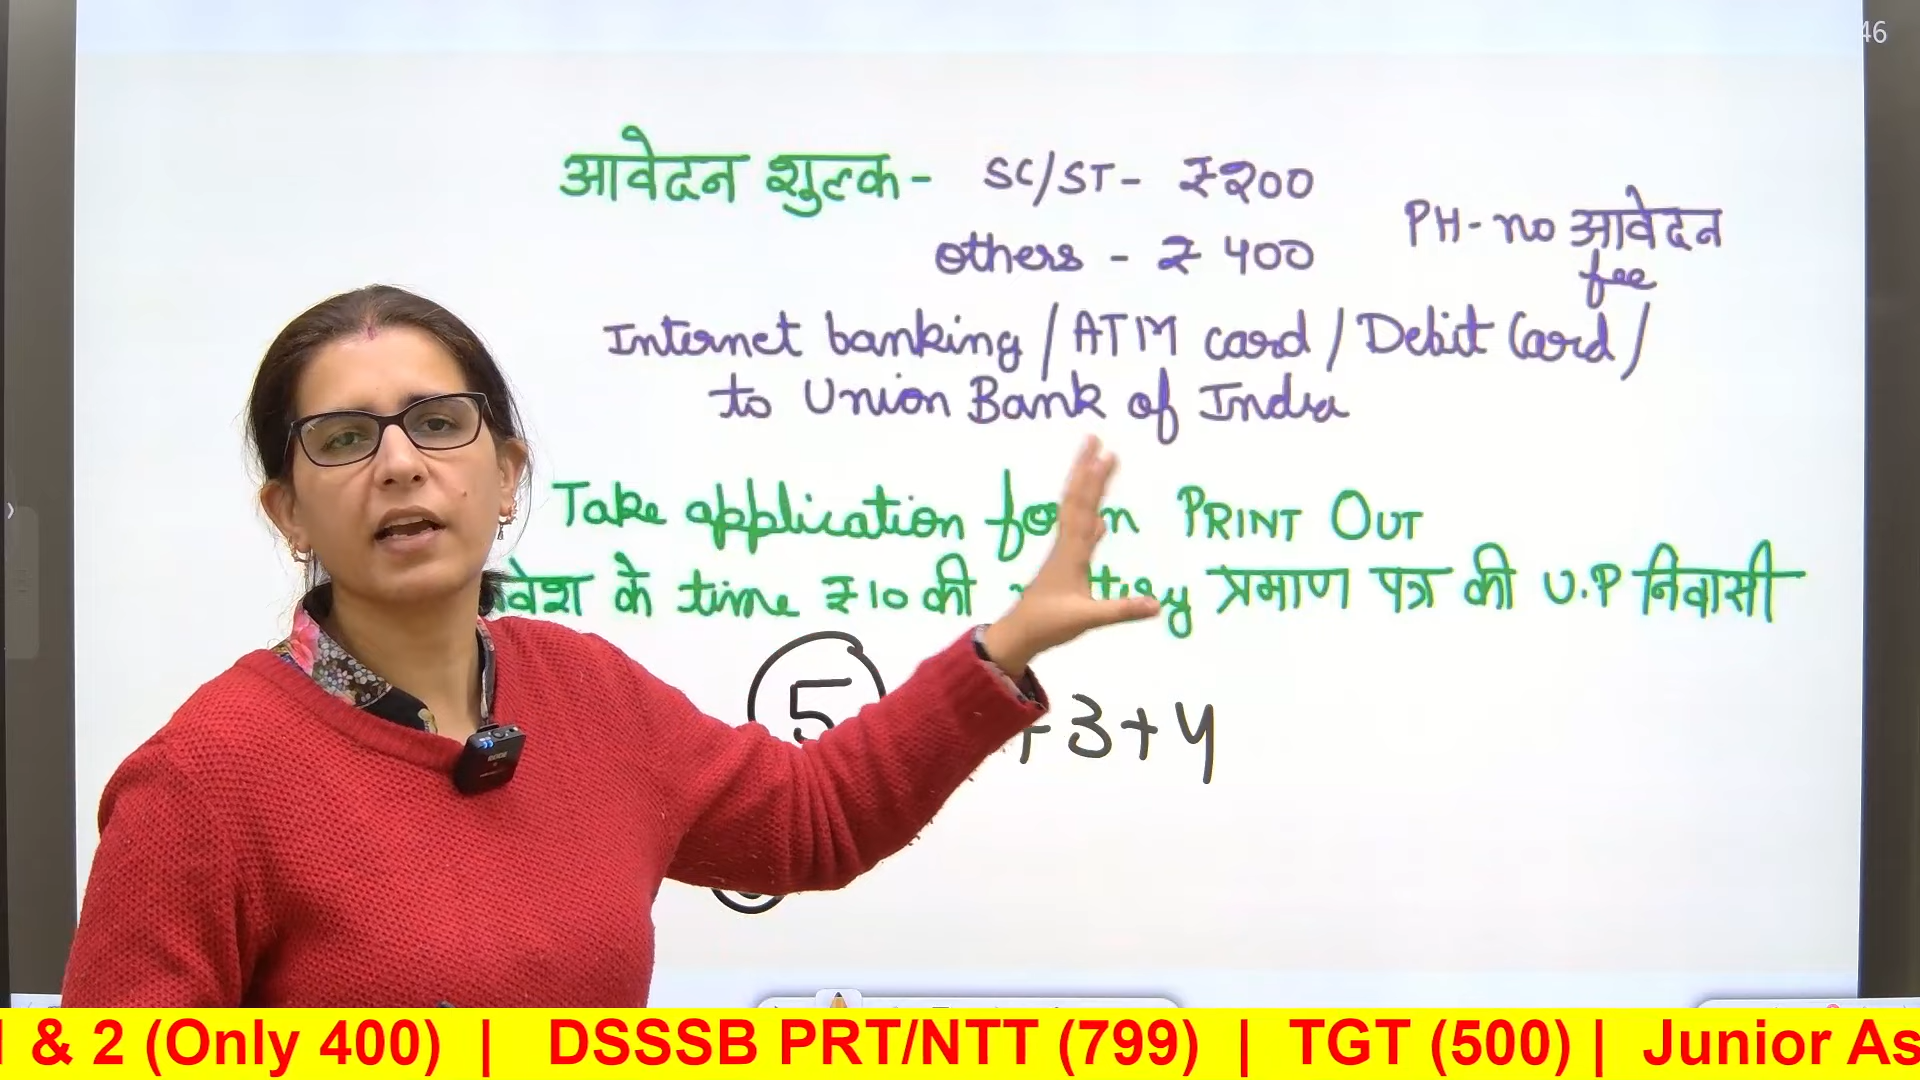 46
आवेदन शुल्क - SC/ST - ₹200
others - ₹ 400
PH - no आवेदन
fee
Internet banking / ATM card / Debit Card /
to Union Bank of India
Take application PRINT OUT
के time ₹10 की प्रमाण पत्र की U.P निवासी
5 +3+4
1 & 2 (Only 400) | DSSSB PRT/NTT (799) | TGT (500) | Junior As